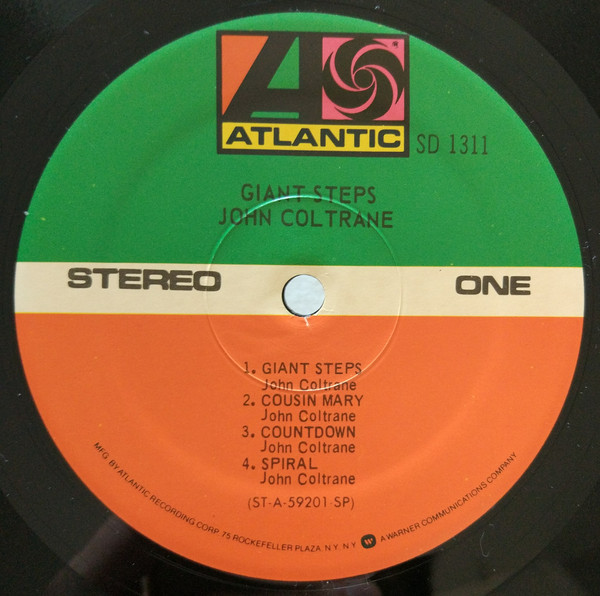 ATLANTIC
SD 1311
GIANT STEPS
JOHN COLTRANE
STEREO
ONE
1. GIANT STEPS
John Coltrane
2. COUSIN MARY
John Coltrane
3. COUNTDOWN
John Coltrane
4. SPIRAL
John Coltrane
(ST-A-59201 SP)
MFG. BY ATLANTIC RECORDING CORP. 75 ROCKEFELLER PLAZA, N.Y. N.Y. A WARNER COMMUNICATIONS COMPANY